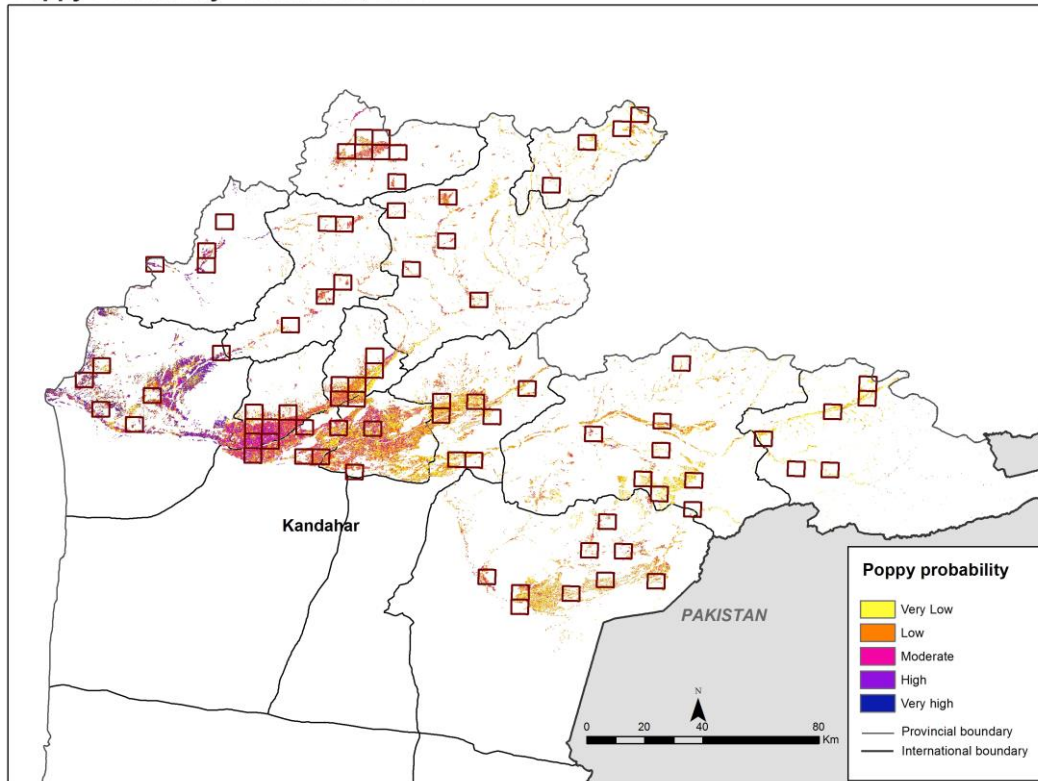 Kandahar
PAKISTAN
Poppy probability
Very Low
Low
Moderate
High
Very high
Provincial boundary
International boundary
N
0 20 40 80
Km